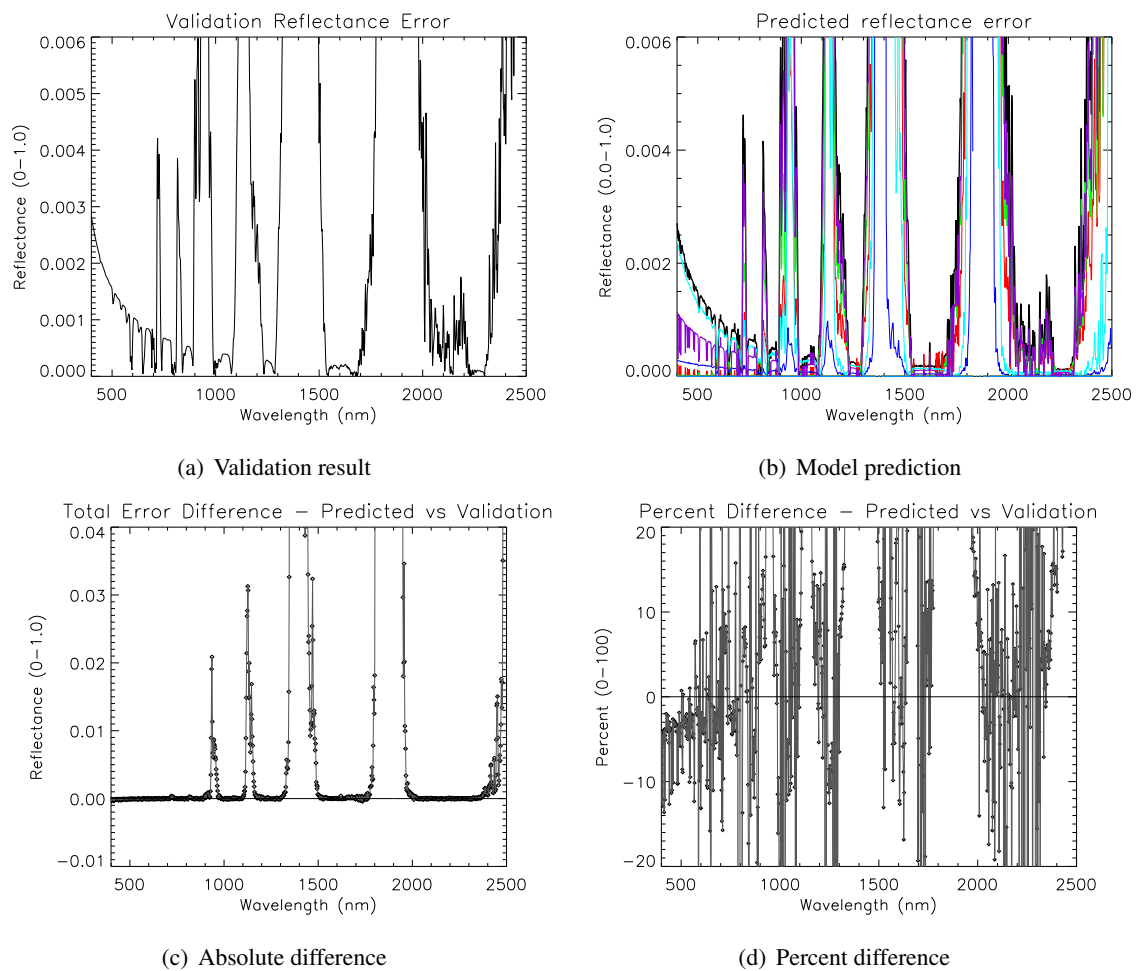 Validation Reflectance Error
0.006
0.005
0.004
0.003
0.002
0.001
0.000
Reflectance (0−1.0)
500 1000 1500 2000 2500
Wavelength (nm)
(a) Validation result
Predicted reflectance error
0.006
0.004
0.002
0.000
Reflectance (0.0−1.0)
500 1000 1500 2000 2500
Wavelength (nm)
(b) Model prediction
Total Error Difference − Predicted vs Validation
0.04
0.03
0.02
0.01
0.00
−0.01
Reflectance (0−1.0)
500 1000 1500 2000 2500
Wavelength (nm)
(c) Absolute difference
Percent Difference − Predicted vs Validation
20
10
0
−10
−20
Percent (0−100)
500 1000 1500 2000 2500
Wavelength (nm)
(d) Percent difference